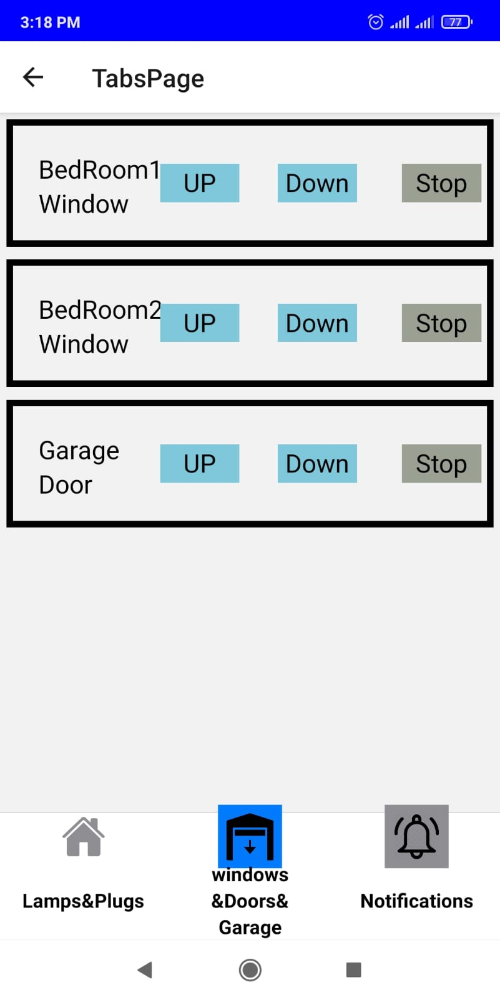 3:18 PM
77
TabsPage
BedRoom1
Window
UP
Down
Stop
BedRoom2
Window
UP
Down
Stop
Garage
Door
UP
Down
Stop
Lamps&Plugs
windows
&Doors&
Garage
Notifications